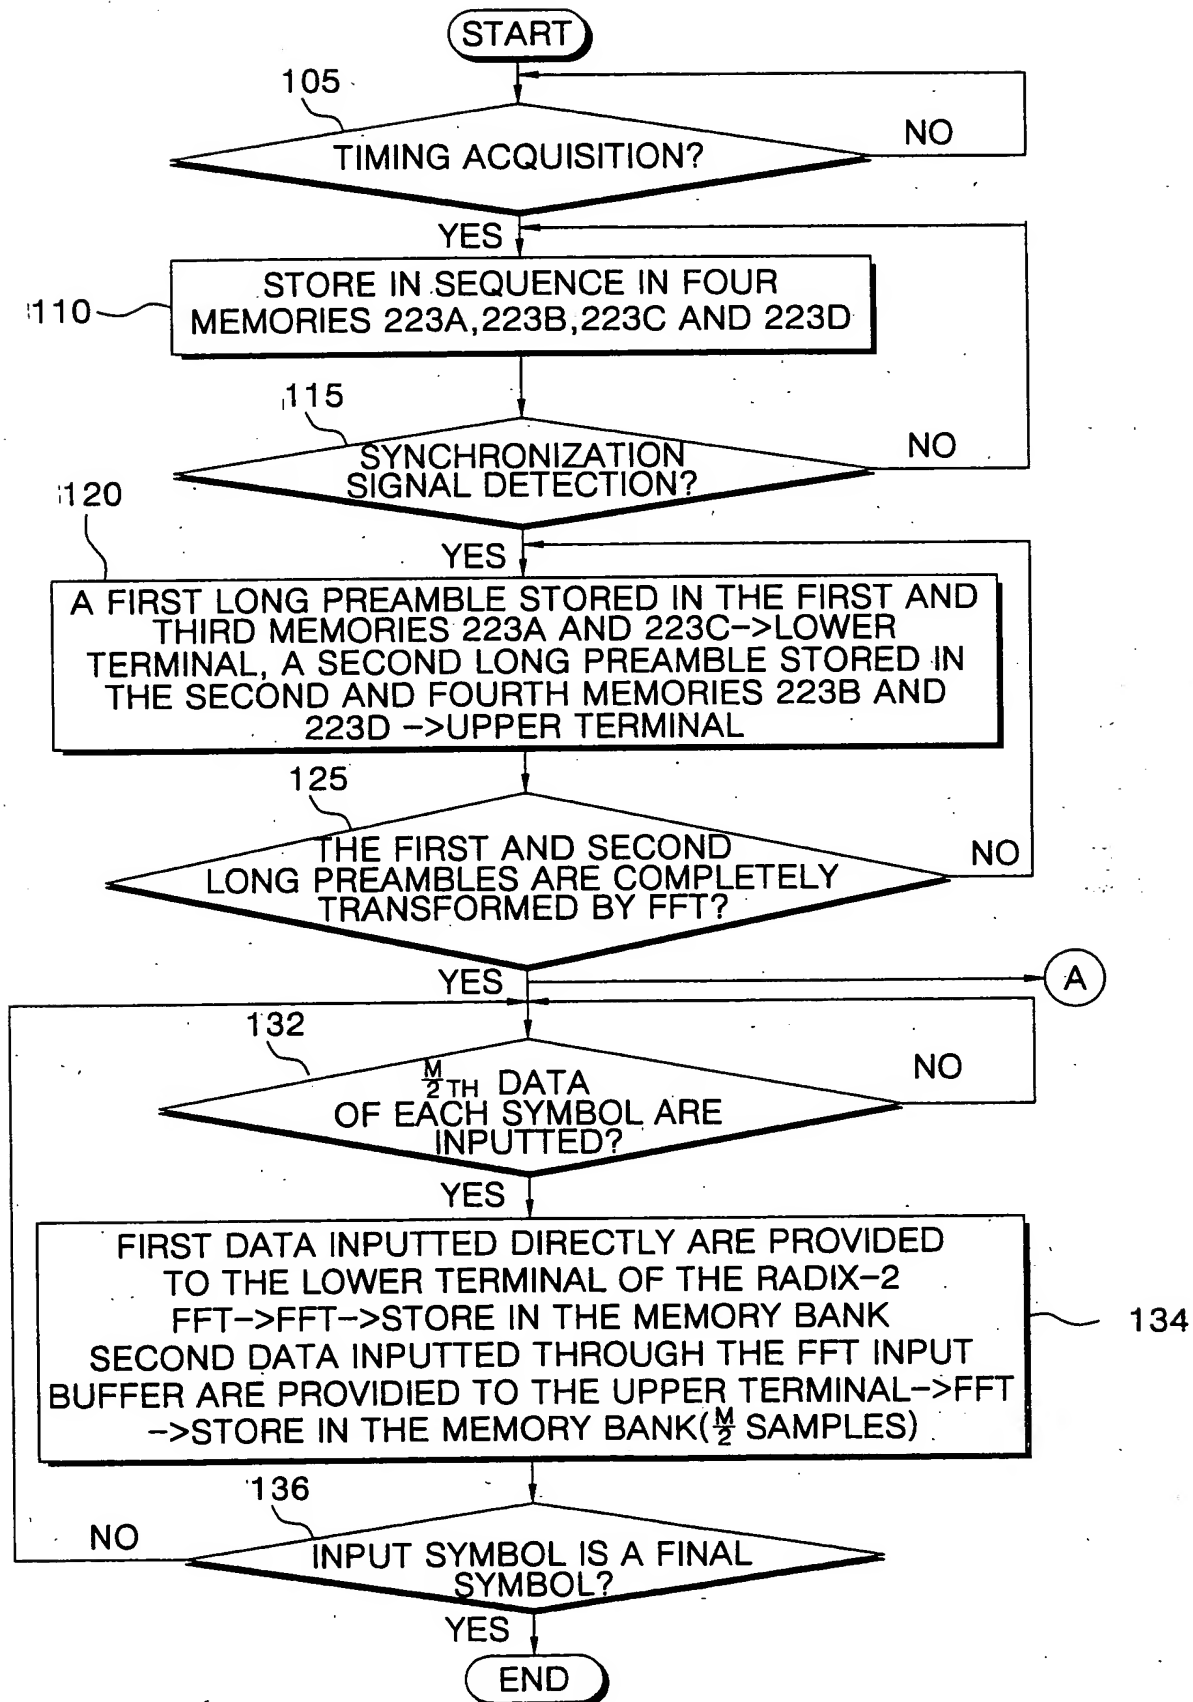 START
105
NO
TIMING ACQUISITION?
YES
110
STORE IN SEQUENCE IN FOUR
MEMORIES 223A,223B,223C AND 223D
115
NO
SYNCHRONIZATION
SIGNAL DETECTION?
120
YES
A FIRST LONG PREAMBLE STORED IN THE FIRST AND
THIRD MEMORIES 223A AND 223C->LOWER
TERMINAL, A SECOND LONG PREAMBLE STORED IN
THE SECOND AND FOURTH MEMORIES 223B AND
223D ->UPPER TERMINAL
125
THE FIRST AND SECOND
NO
LONG PREAMBLES ARE COMPLETELY
TRANSFORMED BY FFT?
YES
A
132
NO
M/2 TH DATA
OF EACH SYMBOL ARE
INPUTTED?
YES
FIRST DATA INPUTTED DIRECTLY ARE PROVIDED
TO THE LOWER TERMINAL OF THE RADIX-2
FFT->FFT->STORE IN THE MEMORY BANK
134
SECOND DATA INPUTTED THROUGH THE FFT INPUT
BUFFER ARE PROVIDIED TO THE UPPER TERMINAL->FFT
->STORE IN THE MEMORY BANK(M/2 SAMPLES)
136
NO
INPUT SYMBOL IS A FINAL
SYMBOL?
YES
END